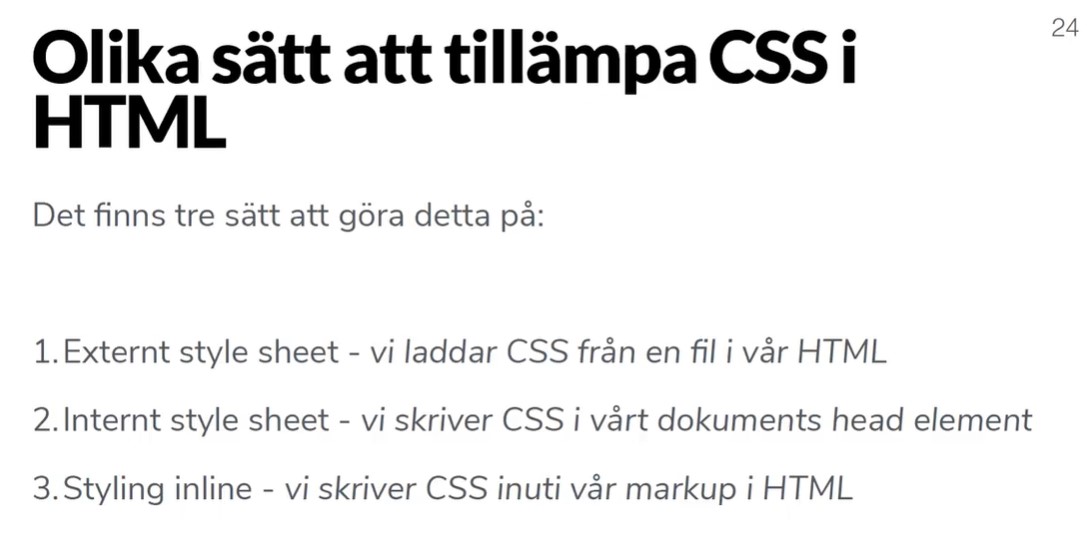 24
Olika sätt att tillämpa CSS i
HTML
Det finns tre sätt att göra detta på:
1. Externt style sheet - vi laddar CSS från en fil i vår HTML
2. Internt style sheet - vi skriver CSS i vårt dokuments head element
3. Styling inline - vi skriver CSS inuti vår markup i HTML